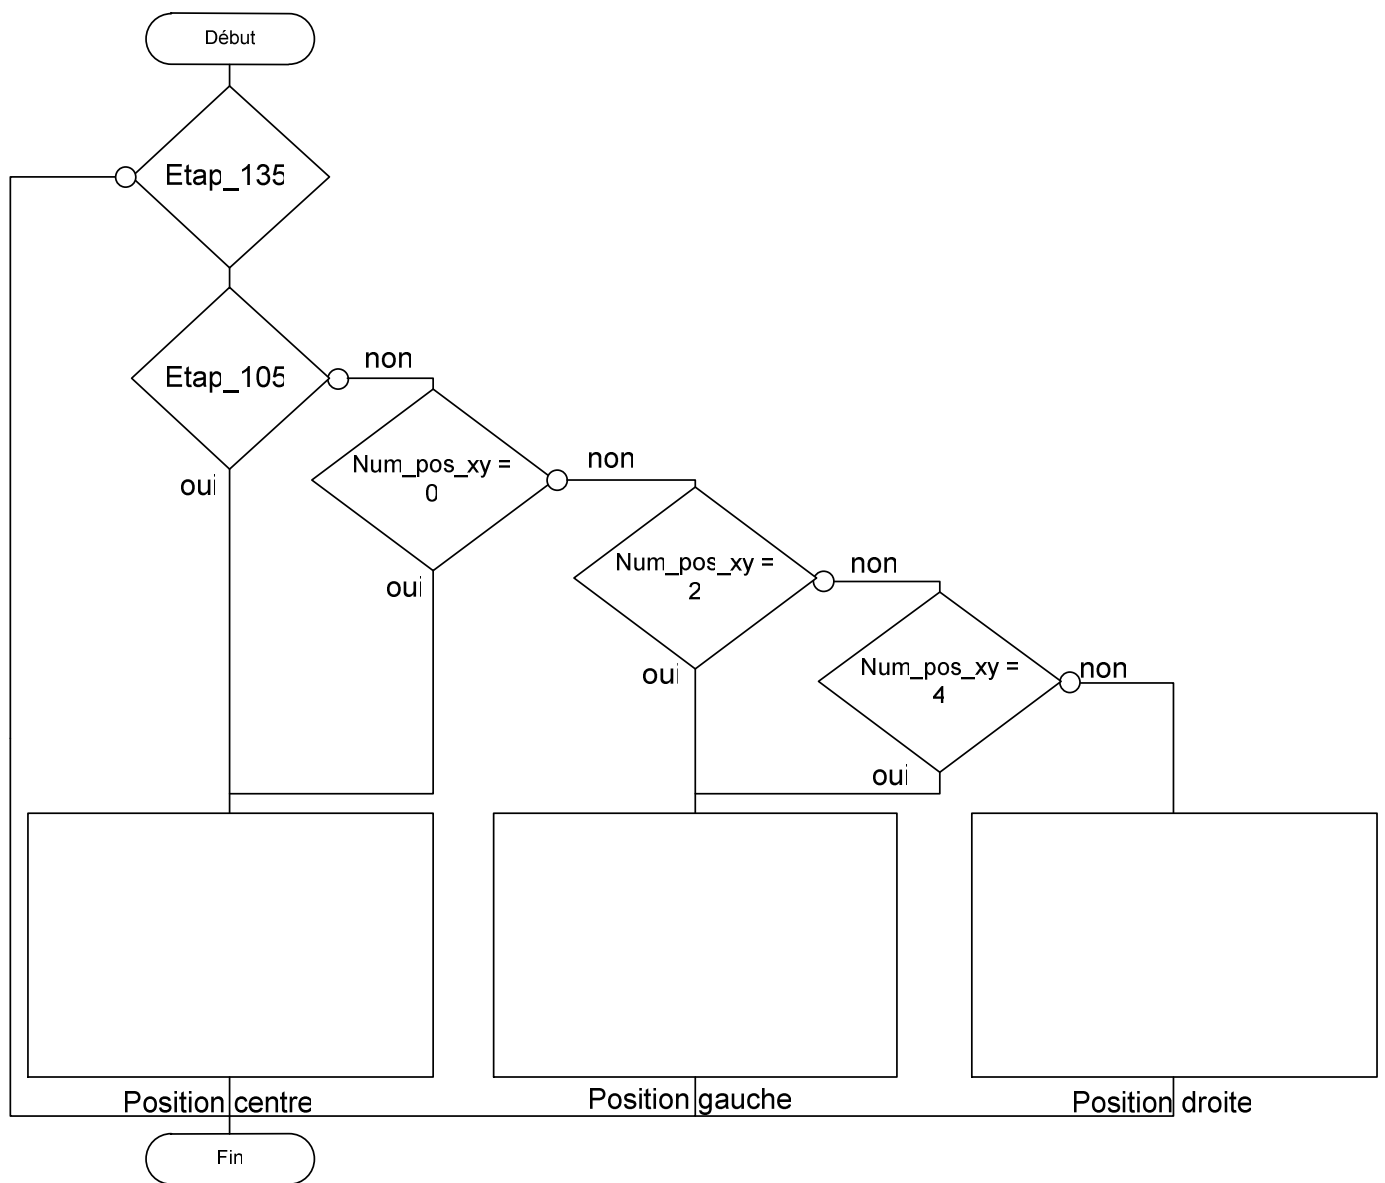 Début
Etap_135
Etap_105
non
oui
Num_pos_xy =
0
non
oui
Num_pos_xy =
2
non
oui
Num_pos_xy =
4
non
oui
Position centre
Position gauche
Position droite
Fin